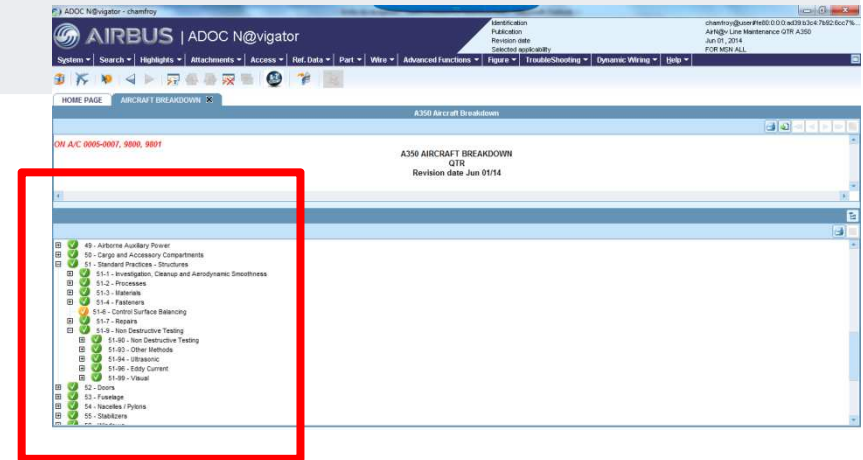 ADOC N@vigator - chamfroy
AIRBUS | ADOC N@vigator
Identification
Publication
Revision date
Selected applicability
AirN@v Line Maintenance QTR A350
Jun 01, 2014
FOR MSN ALL
System Search Highlights Attachments Access Ref. Data Part Wire Advanced Functions Figure TroubleShooting Dynamic Wiring Help
HOME PAGE AIRCRAFT BREAKDOWN
A350 Aircraft Breakdown
ON A/C 0005-0007, 9800, 9801
A350 AIRCRAFT BREAKDOWN
QTR
Revision date Jun 01/14
49 - Airborne Auxiliary Power
50 - Cargo and Accessory Compartments
51 - Standard Practices - Structures
51-1 - Investigation, Cleanup and Aerodynamic Smoothness
51-2 - Processes
51-3 - Materials
51-4 - Fasteners
51-6 - Control Surface Balancing
51-7 - Repairs
51-9 - Non Destructive Testing
51-90 - Non Destructive Testing
51-93 - Other Methods
51-94 - Ultrasonic
51-96 - Eddy Current
51-99 - Visual
52 - Doors
53 - Fuselage
54 - Nacelles / Pylons
55 - Stabilizers